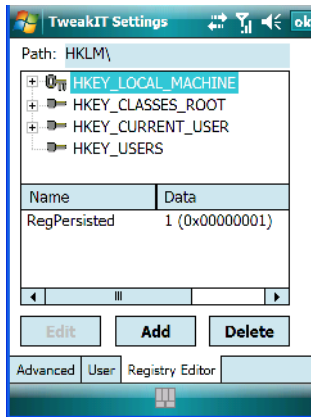 TweakIT Settings ok
Path: HKLM\
HKEY_LOCAL_MACHINE
HKEY_CLASSES_ROOT
HKEY_CURRENT_USER
HKEY_USERS
Name Data
RegPersisted 1 (0x00000001)
Edit Add Delete
Advanced User Registry Editor